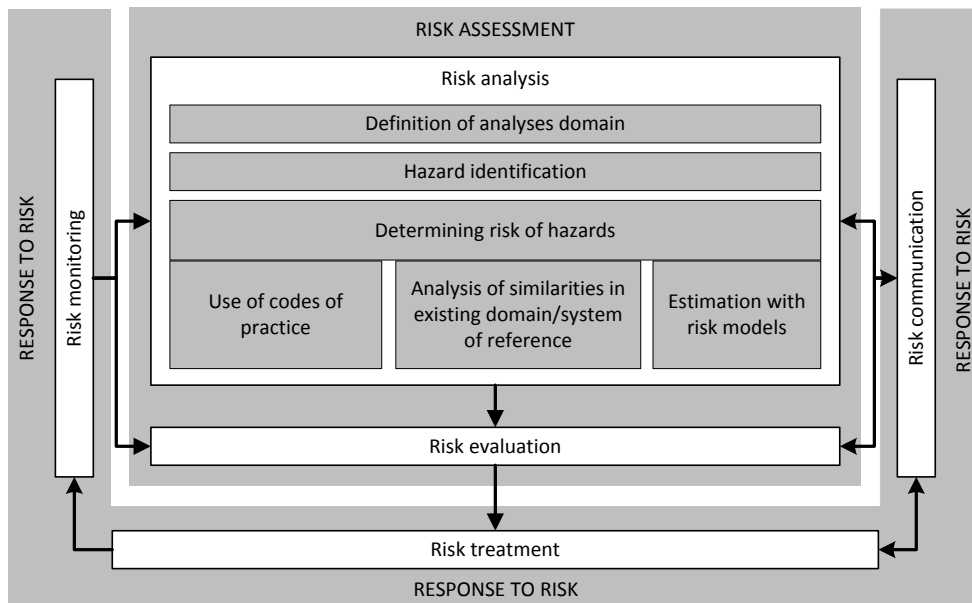 RISK ASSESSMENT
Risk analysis
Definition of analyses domain
Hazard identification
Determining risk of hazards
Use of codes of
practice
Analysis of similarities in
existing domain/system
of reference
Estimation with
risk models
Risk evaluation
Risk treatment
RESPONSE TO RISK
RESPONSE TO RISK
Risk monitoring
Risk communication
RESPONSE TO RISK